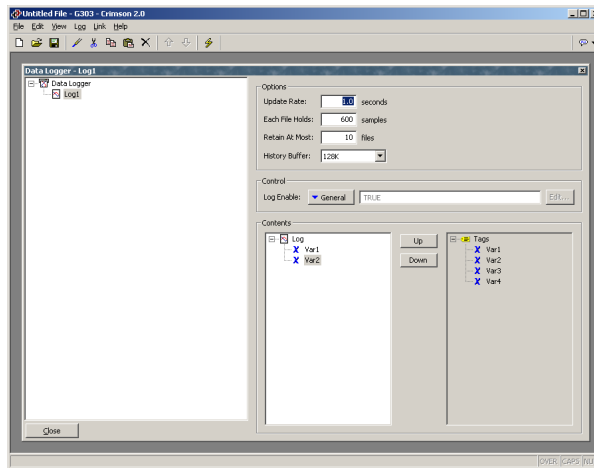 Untitled File - G303 - Crimson 2.0
File Edit View Log Link Help
Data Logger - Log1
Data Logger
Log1
Options
Update Rate: 1.0 seconds
Each File Holds: 600 samples
Retain At Most: 10 files
History Buffer: 128K
Control
Log Enable: General TRUE Edit...
Contents
Log
Var1
Var2
Up
Down
Tags
Var1
Var2
Var3
Var4
Close
OVER CAPS NU